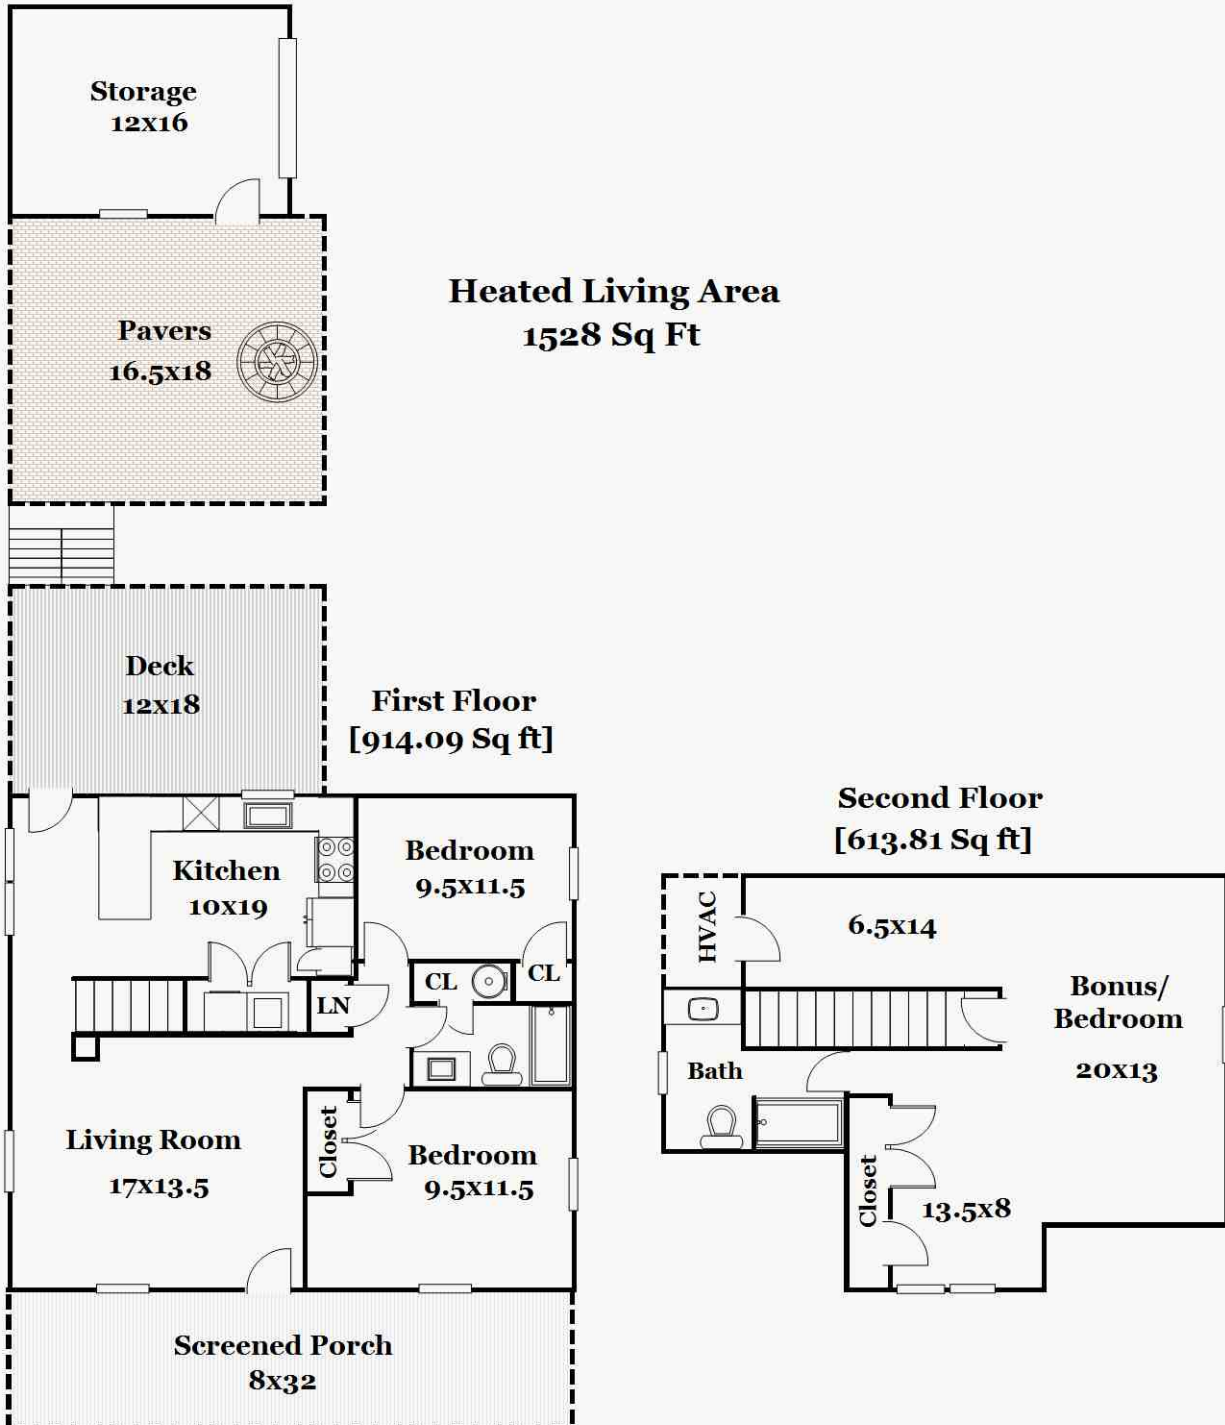 Storage
12x16
Heated Living Area
1528 Sq Ft
Pavers
16.5x18
Deck
12x18
First Floor
[914.09 Sq ft]
Kitchen
10x19
Bedroom
9.5x11.5
CL
CL
LN
Living Room
17x13.5
Closet
Bedroom
9.5x11.5
Screened Porch
8x32
Second Floor
[613.81 Sq ft]
HVAC
6.5x14
Bonus/
Bedroom
20x13
Bath
Closet
13.5x8